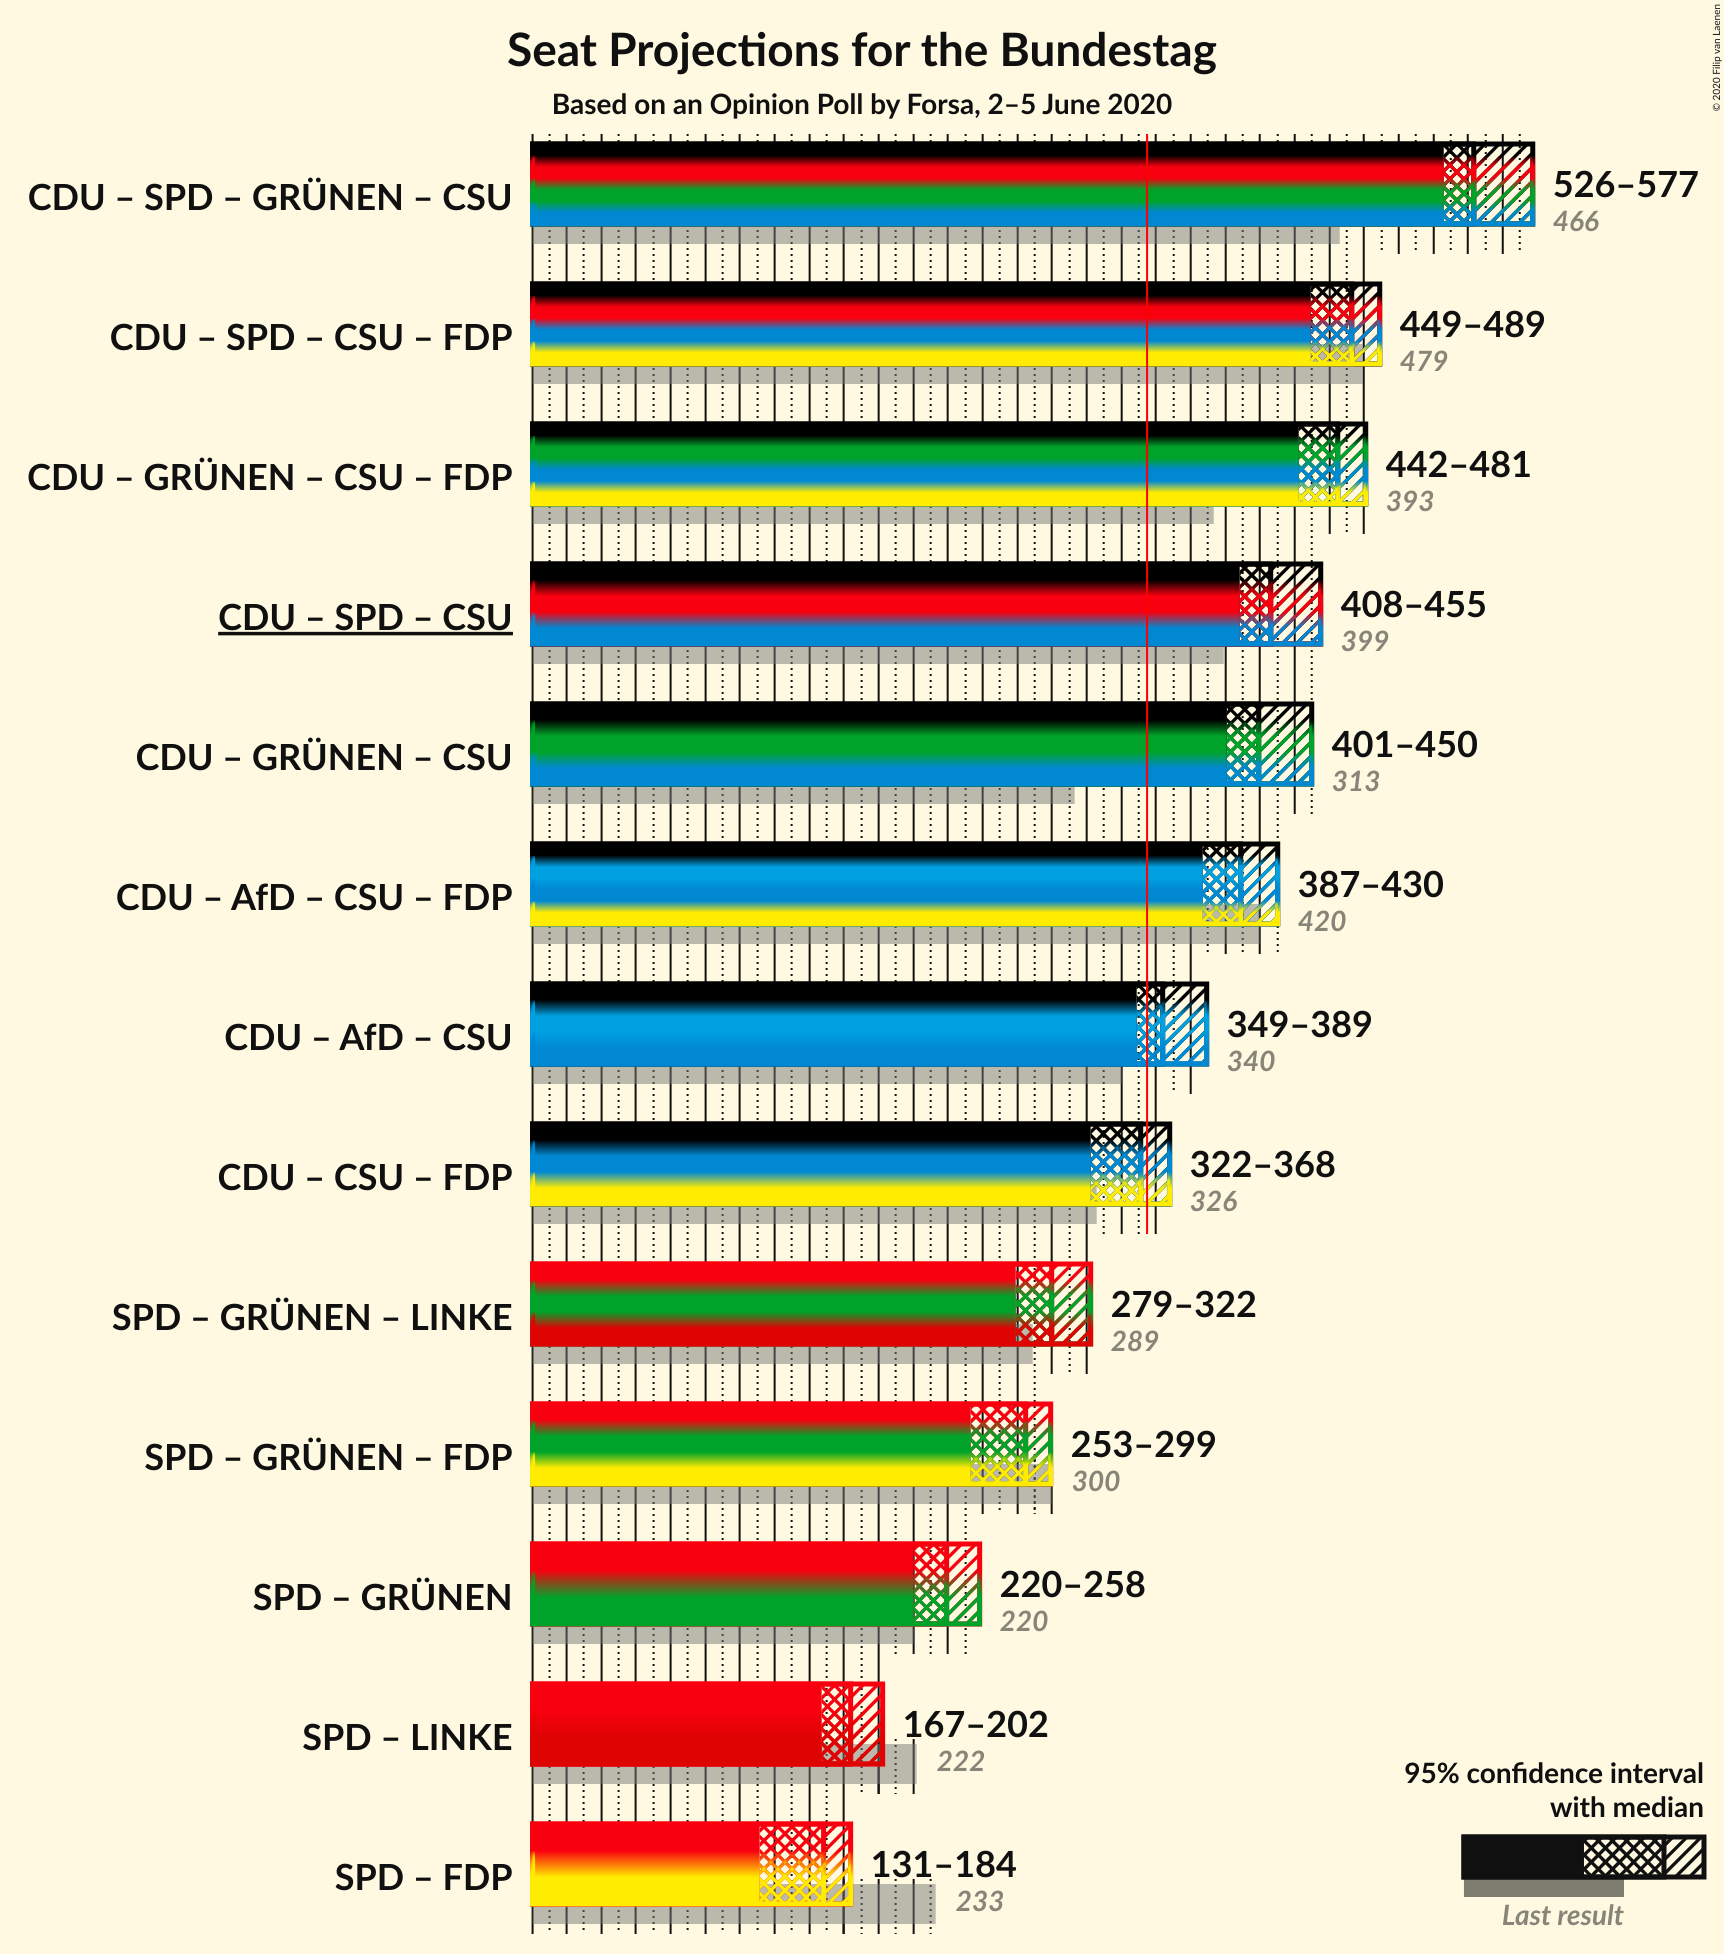 Seat Projections for the Bundestag
Based on an Opinion Poll by Forsa, 2–5 June 2020
© 2020 Filip van Laenen
CDU – SPD – GRÜNEN – CSU
526–577
466
CDU – SPD – CSU – FDP
449–489
479
CDU – GRÜNEN – CSU – FDP
442–481
393
CDU – SPD – CSU
408–455
399
CDU – GRÜNEN – CSU
401–450
313
CDU – AfD – CSU – FDP
387–430
420
CDU – AfD – CSU
349–389
340
CDU – CSU – FDP
322–368
326
SPD – GRÜNEN – LINKE
279–322
289
SPD – GRÜNEN – FDP
253–299
300
SPD – GRÜNEN
220–258
220
SPD – LINKE
167–202
222
SPD – FDP
131–184
233
95% confidence interval
with median
Last result